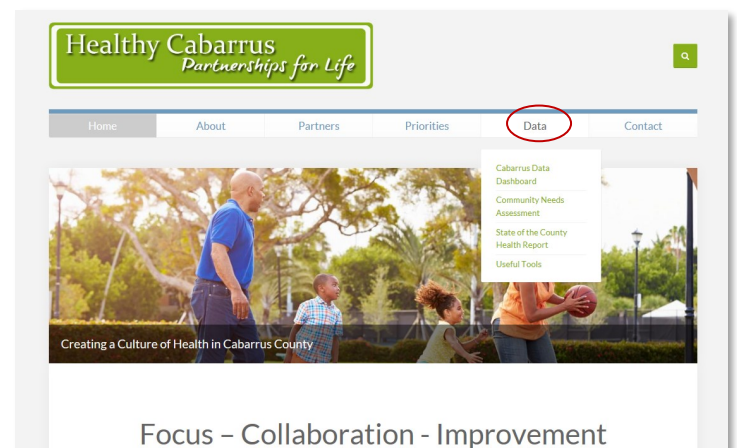 Healthy Cabarrus
Partnerships for Life
Home About Partners Priorities Data Contact
Cabarrus Data
Dashboard
Community Needs
Assessment
State of the County
Health Report
Useful Tools
Creating a Culture of Health in Cabarrus County
Focus – Collaboration - Improvement